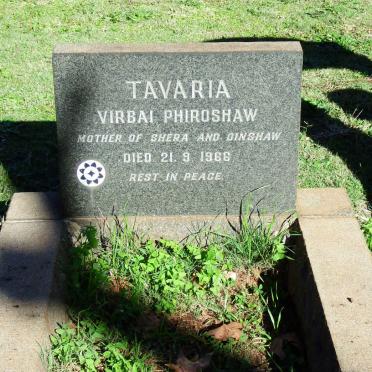 TAVARIA
VIRBAI PHIROSHAW
MOTHER OF SHERA AND DINSHAW
DIED 21. 9. 1966
REST IN PEACE